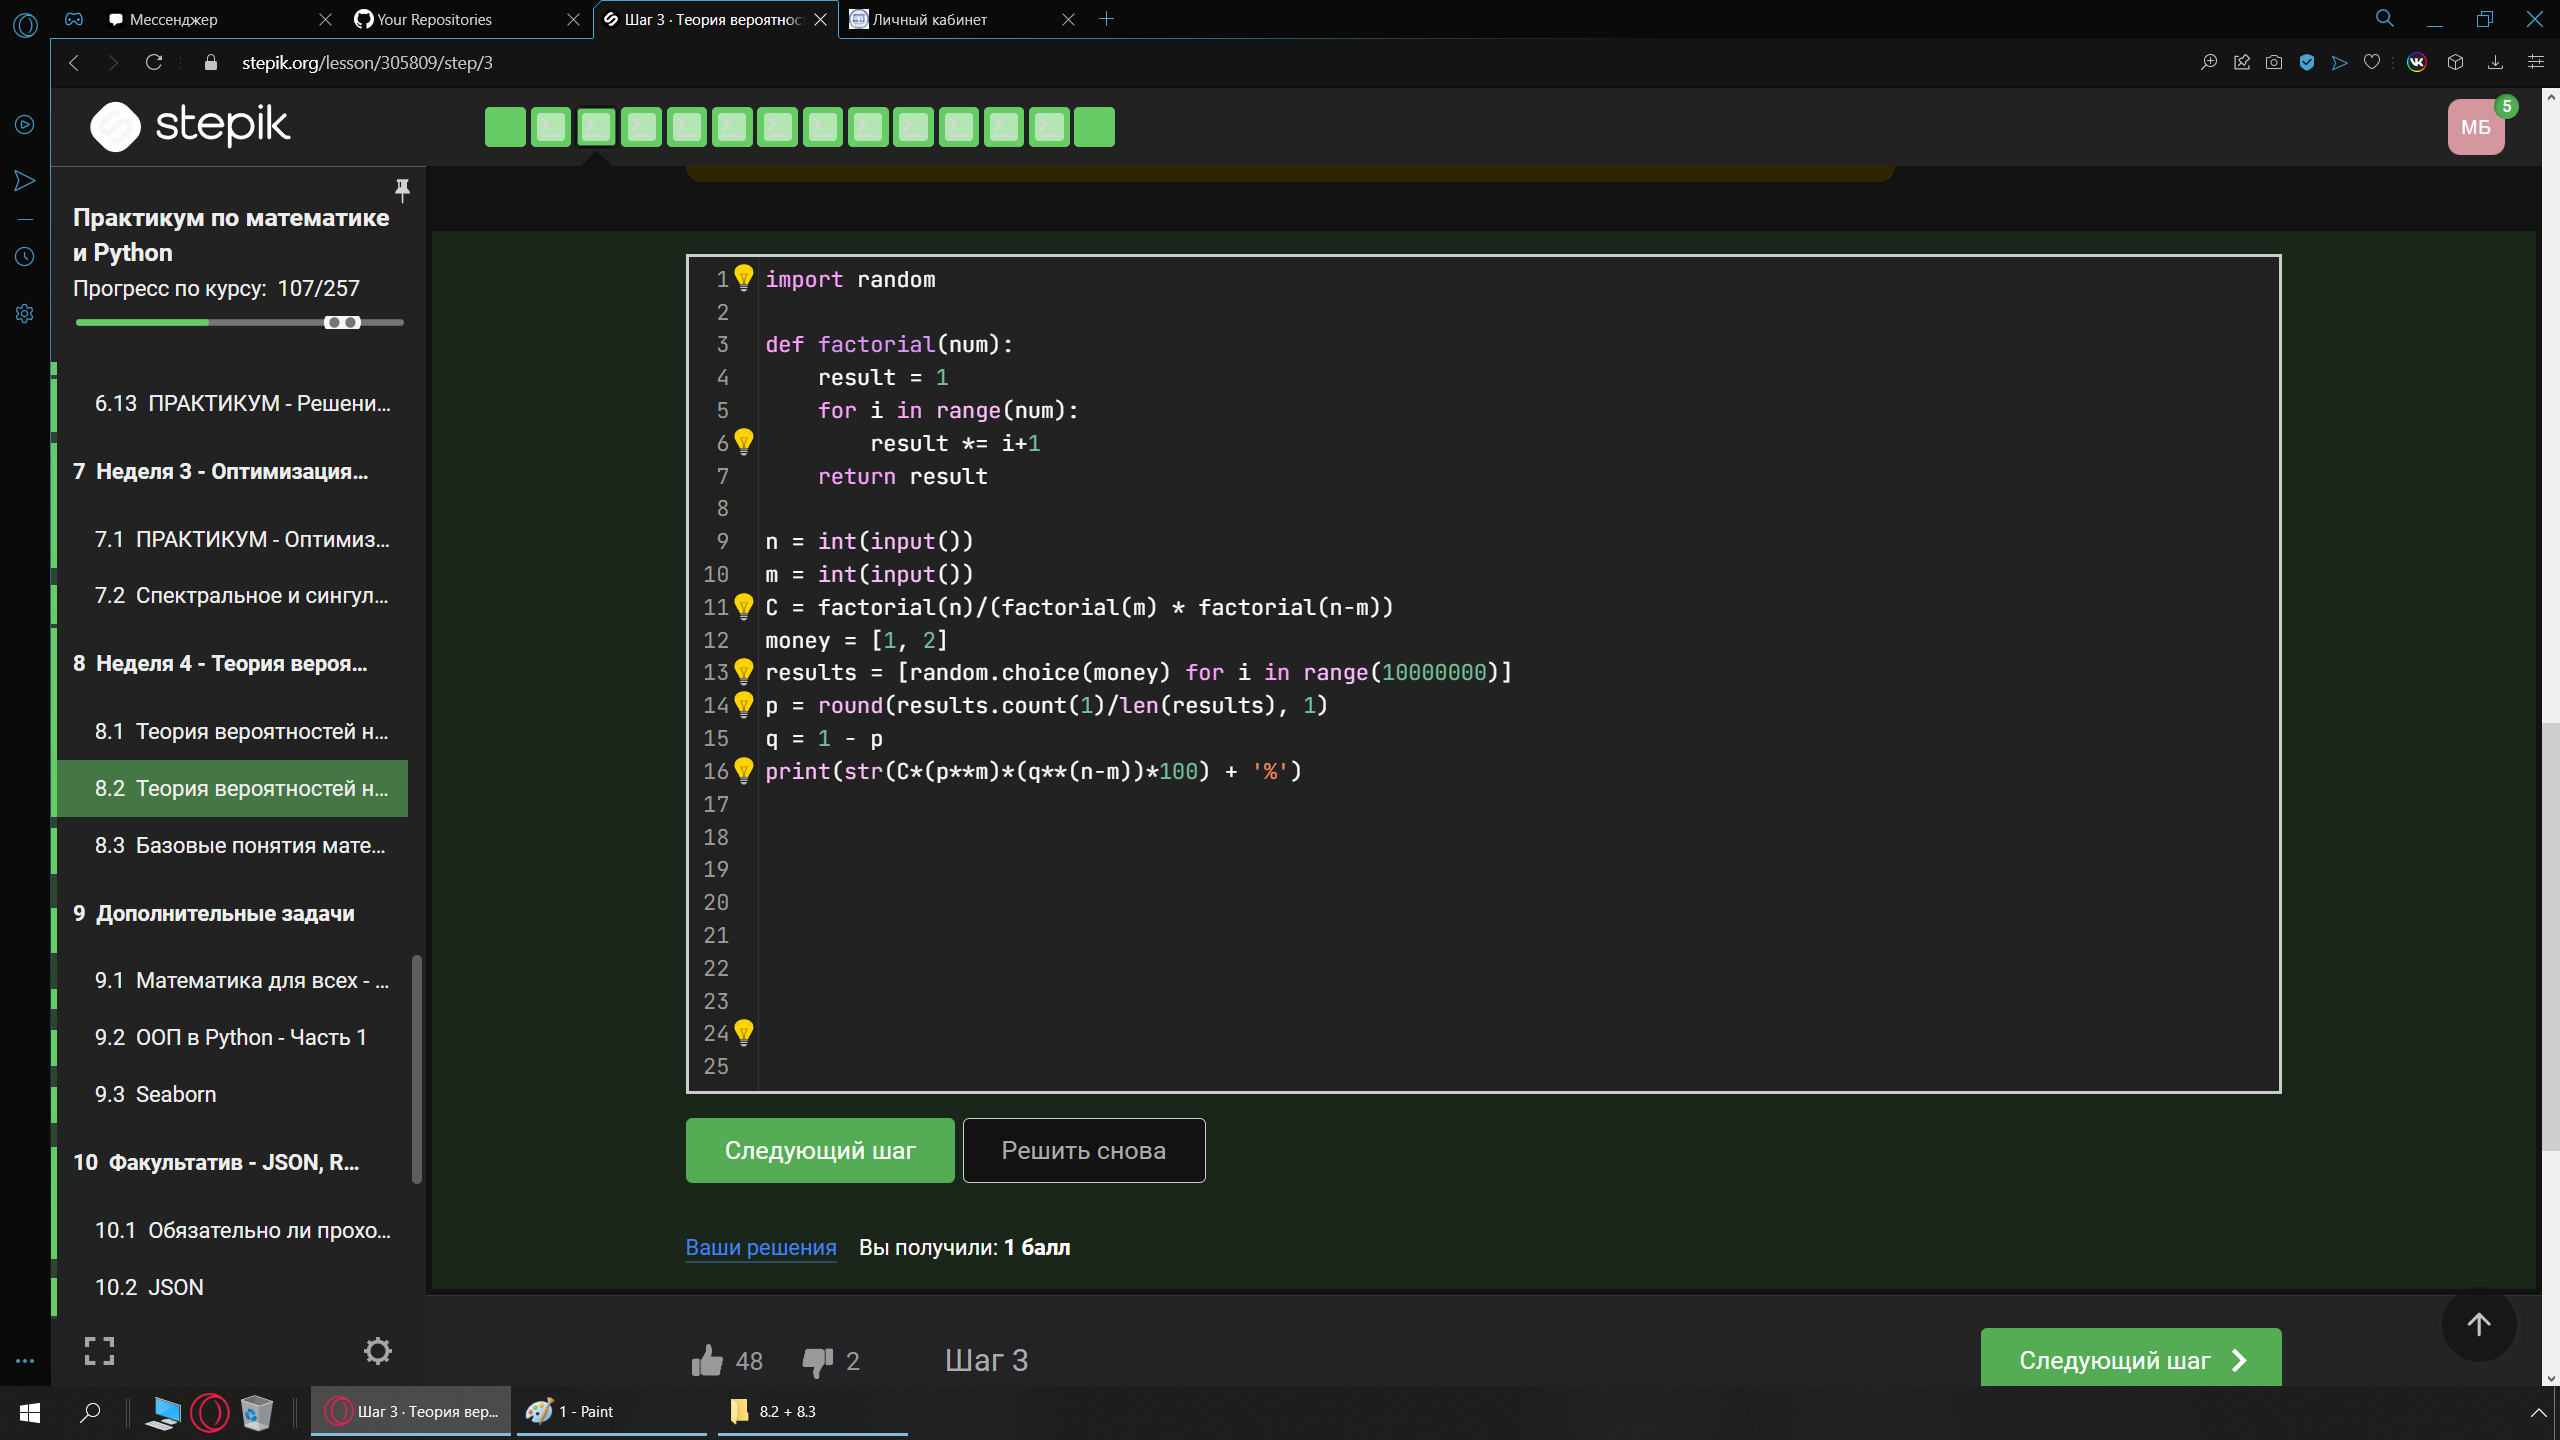 Мессенджер
Your Repositories
Шаг 3 · Теория вероятнос
Личный кабинет
stepik.org/lesson/305809/step/3
stepik
МБ
5
Практикум по математике
и Python
Прогресс по курсу: 107/257
6.13 ПРАКТИКУМ - Решени...
7 Неделя 3 - Оптимизация...
7.1 ПРАКТИКУМ - Оптимиз...
7.2 Спектральное и сингул...
8 Неделя 4 - Теория вероя...
8.1 Теория вероятностей н...
8.2 Теория вероятностей н...
8.3 Базовые понятия мате...
9 Дополнительные задачи
9.1 Математика для всех - ...
9.2 ООП в Python - Часть 1
9.3 Seaborn
10 Факультатив - JSON, R...
10.1 Обязательно ли прохо...
10.2 JSON
1 import random
2
3 def factorial(num):
4     result = 1
5     for i in range(num):
6         result *= i+1
7     return result
8
9 n = int(input())
10 m = int(input())
11 C = factorial(n)/(factorial(m) * factorial(n-m))
12 money = [1, 2]
13 results = [random.choice(money) for i in range(10000000)]
14 p = round(results.count(1)/len(results), 1)
15 q = 1 - p
16 print(str(C*(p**m)*(q**(n-m))*100) + '%')
17
18
19
20
21
22
23
24
25
Следующий шаг
Решить снова
Ваши решения Вы получили: 1 балл
48 2 Шаг 3
Следующий шаг
Шаг 3 · Теория вер...
1 - Paint
8.2 + 8.3